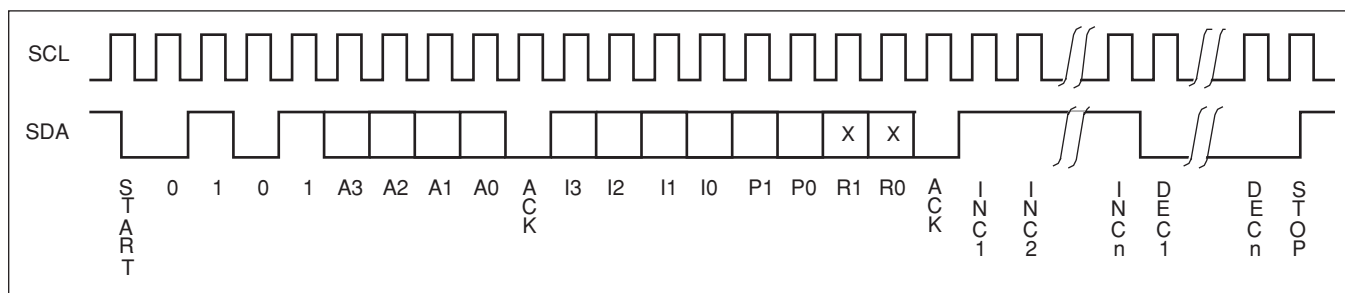 SCL
SDA
X X
START 0 1 0 1 A3 A2 A1 A0 ACK I3 I2 I1 I0 P1 P0 R1 R0 ACK INC1 INC2 INCn DEC1 DECn STOP